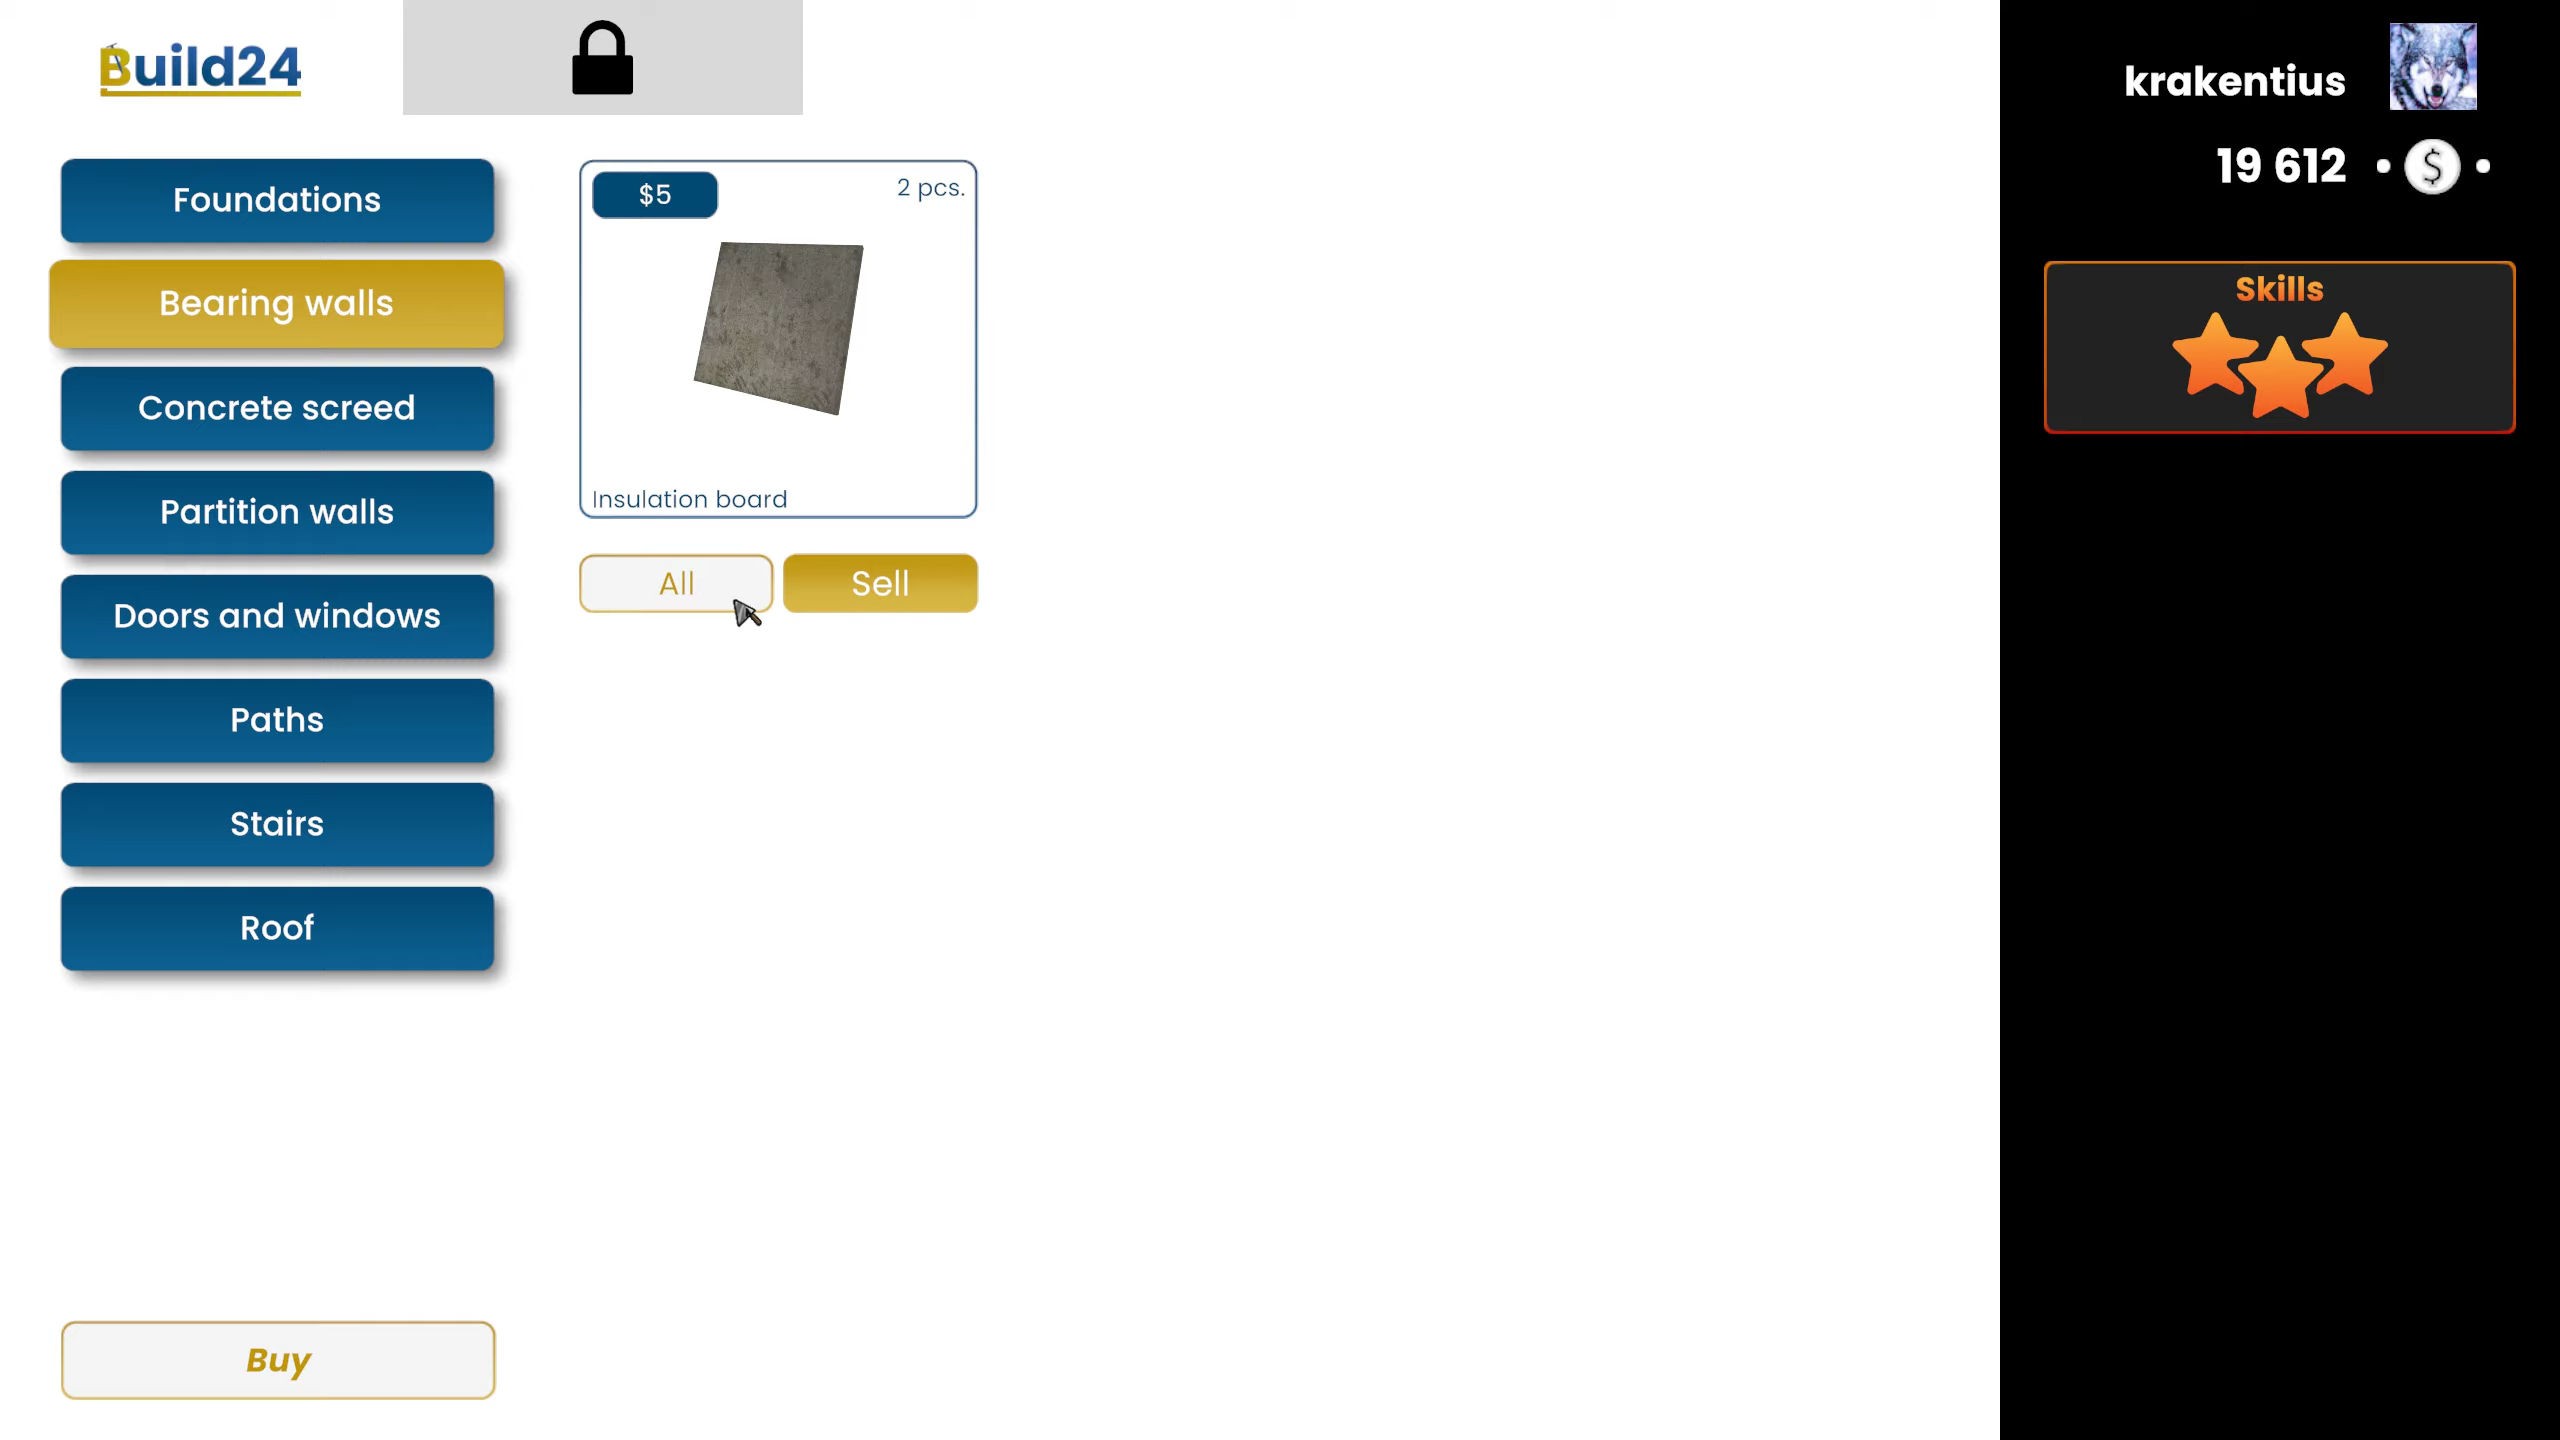 Build24
Foundations
Bearing walls
Concrete screed
Partition walls
Doors and windows
Paths
Stairs
Roof
Buy
$5
2 pcs.
Insulation board
All
Sell
krakentius
19 612
$
Skills